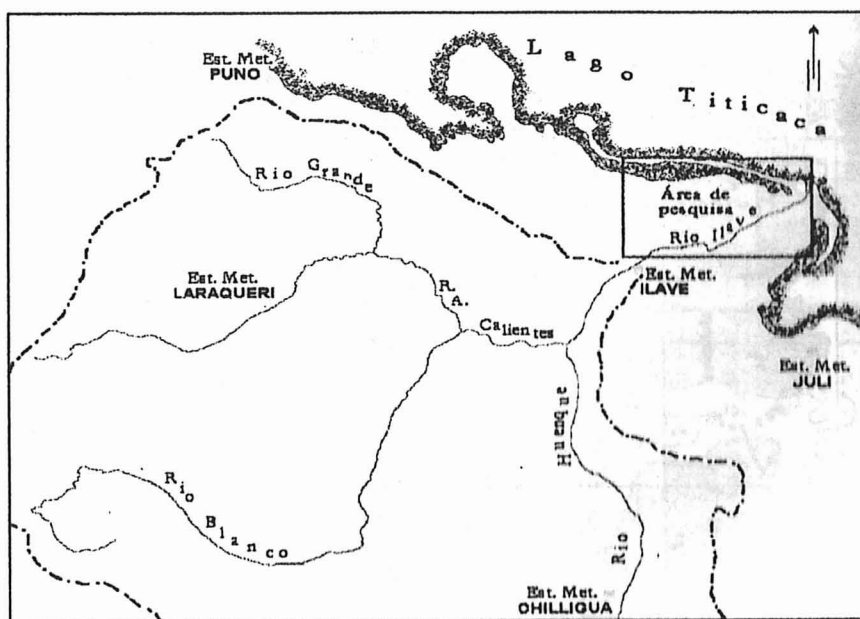 Lago Titicaca
Est. Met.
PUNO
Rio Grande
Área de
pesquisa
Rio Ilave
Est. Met.
LARAQUERI
Est. Met.
ILAVE
R. A. Calientes
Est. Met.
JULI
Huenque
Rio
Rio Blanco
Est. Met.
CHILLIGUA